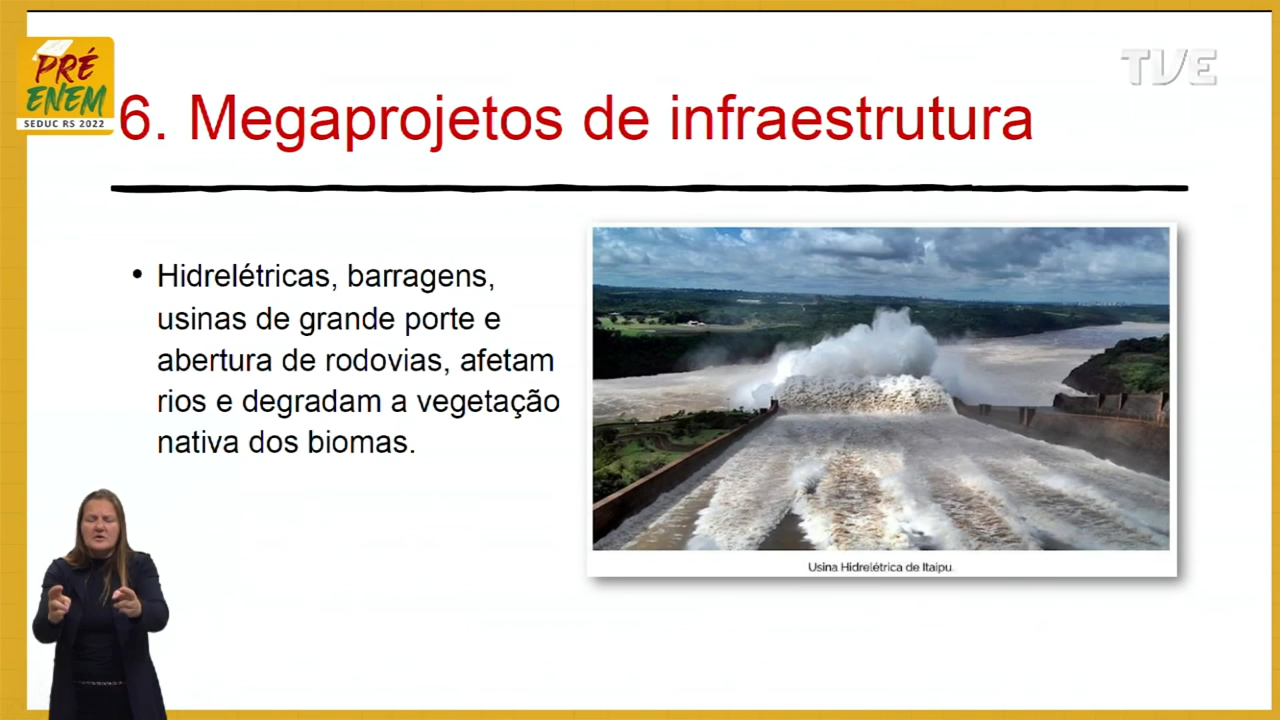 PRÉ
ENEM
SEDUC RS 2022
TVE
6. Megaprojetos de infraestrutura
• Hidrelétricas, barragens,
usinas de grande porte e
abertura de rodovias, afetam
rios e degradam a vegetação
nativa dos biomas.
Usina Hidrelétrica de Itaipu.